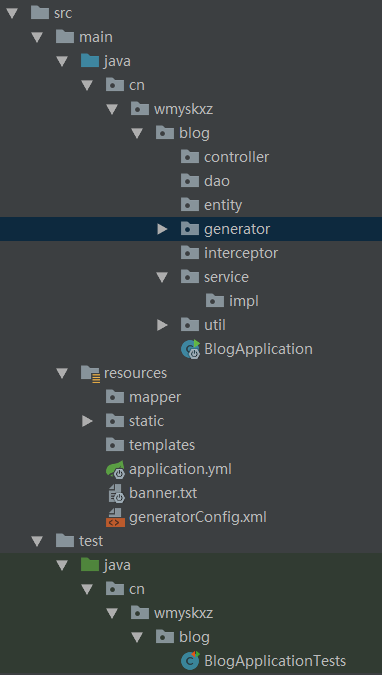 src
main
java
cn
wmyskxz
blog
controller
dao
entity
generator
interceptor
service
impl
util
BlogApplication
resources
mapper
static
templates
application.yml
banner.txt
generatorConfig.xml
test
java
cn
wmyskxz
blog
BlogApplicationTests